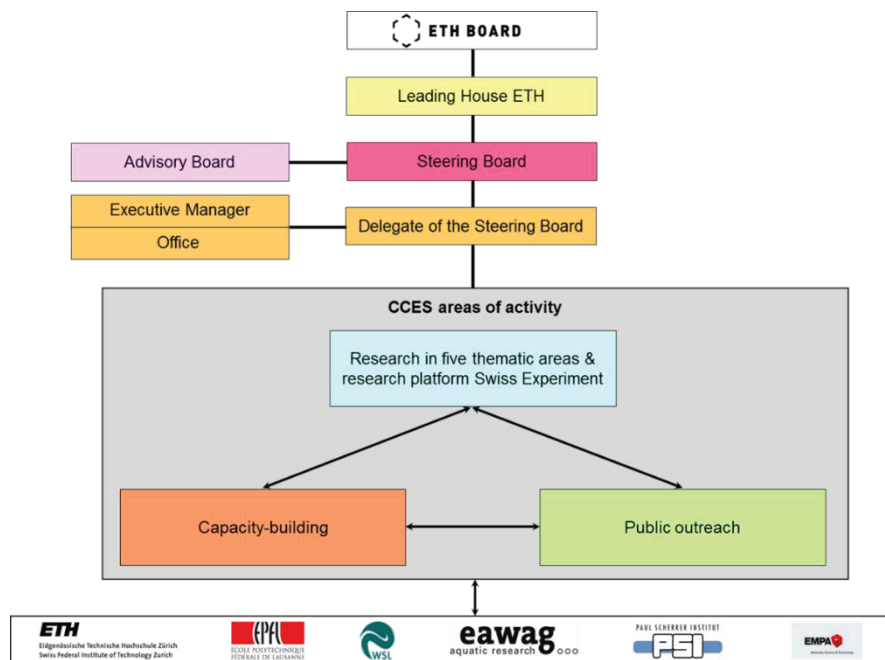 ETH BOARD
Leading House ETH
Advisory Board
Steering Board
Executive Manager
Office
Delegate of the Steering Board
CCES areas of activity
Research in five thematic areas &
research platform Swiss Experiment
Capacity-building
Public outreach
ETH
Eidgenössische Technische Hochschule Zürich
Swiss Federal Institute of Technology Zurich
EPFL
ÉCOLE POLYTECHNIQUE
FÉDÉRALE DE LAUSANNE
WSL
eawag
aquatic research
PAUL SCHERRER INSTITUT
PSI
EMPA
Materials Science & Technology